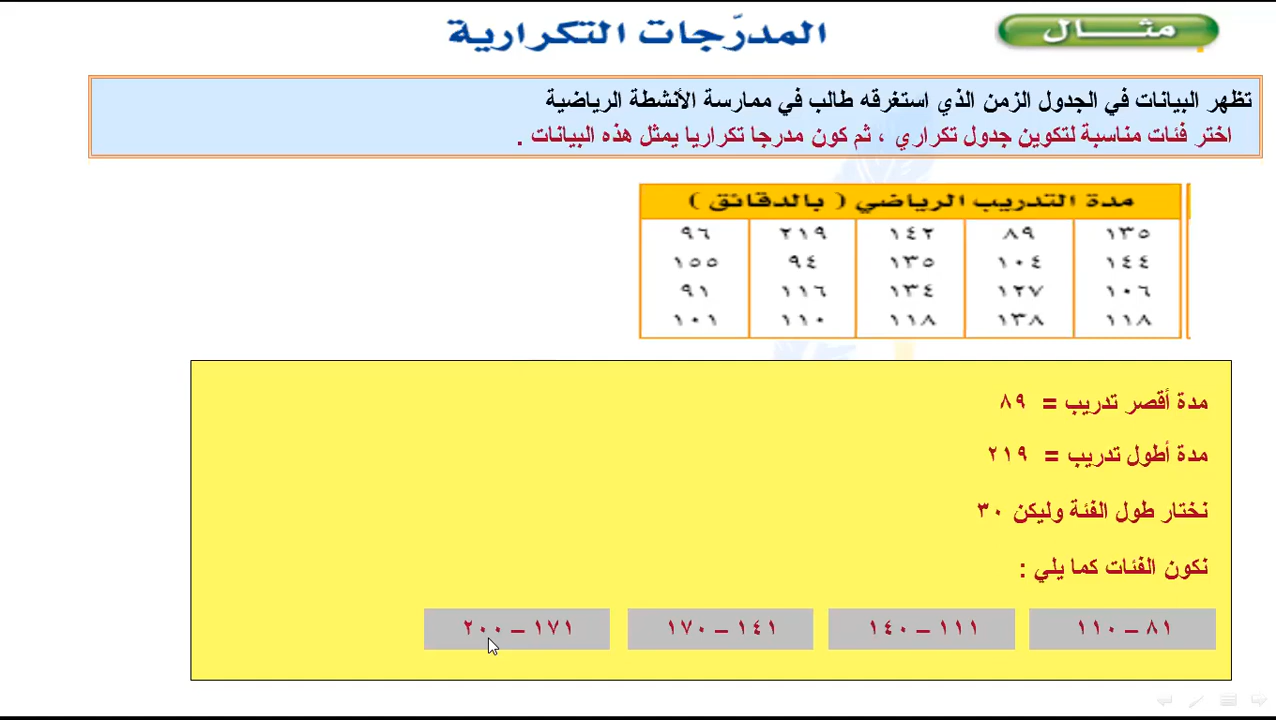 مثـــال
المدرّجات التكرارية
تظهر البيانات في الجدول الزمن الذي استغرقه طالب في ممارسة الأنشطة الرياضية
اختر فئات مناسبة لتكوين جدول تكراري ، ثم كون مدرجا تكراريا يمثل هذه البيانات .
مدة التدريب الرياضي ( بالدقائق )
١٣٥ ٨٩ ١٤٢ ٢١٩ ٩٦
١٤٤ ١٠٤ ١٣٥ ٩٤ ١٥٥
١٠٦ ١٢٧ ١٣٤ ١١٦ ٩١
١١٨ ١٣٨ ١١٨ ١١٠ ١٠١
مدة أقصر تدريب = ٨٩
مدة أطول تدريب = ٢١٩
نختار طول الفئة وليكن ٣٠
نكون الفئات كما يلي :
٨١ – ١١٠ ١١١ – ١٤٠ ١٤١ – ١٧٠ ١٧١ – ٢٠٠